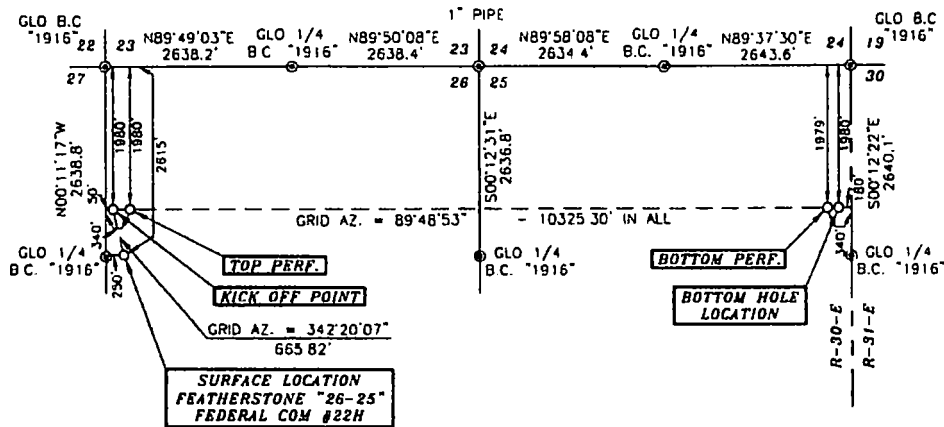 1" PIPE
GLO B.C
"1916"
22 23
27
N89°49'03"E
2638.2'
GLO 1/4
B.C "1916"
N89°50'08"E
2638.4'
23 24
26 25
N89°58'08"E
2634 4'
GLO 1/4
B.C "1916"
N89°37'30"E
2643.6'
24 19
30
GLO B.C
"1916"
N00°11'17"W
2638.8'
1980'
1980'
2615'
S00°12'31"E
2636.8'
1979'
1980'
S00°12'22"E
2640.1'
50'
340'
250'
180'
340'
GRID AZ. = 89°48'53" - 10325 30' IN ALL
GLO 1/4
B.C. "1916"
GLO 1/4
B.C. "1916"
GLO 1/4
B.C. "1916"
TOP PERF.
KICK OFF POINT
BOTTOM PERF.
BOTTOM HOLE
LOCATION
GRID AZ. = 342°20'07"
665 82'
SURFACE LOCATION
FEATHERSTONE "26-25"
FEDERAL COM #22H
R-30-E
R-31-E